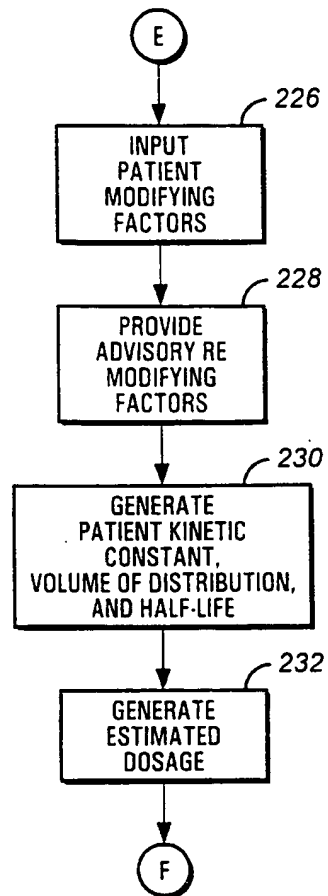 E
226
INPUT
PATIENT
MODIFYING
FACTORS
228
PROVIDE
ADVISORY RE
MODIFYING
FACTORS
230
GENERATE
PATIENT KINETIC
CONSTANT,
VOLUME OF DISTRIBUTION,
AND HALF-LIFE
232
GENERATE
ESTIMATED
DOSAGE
F